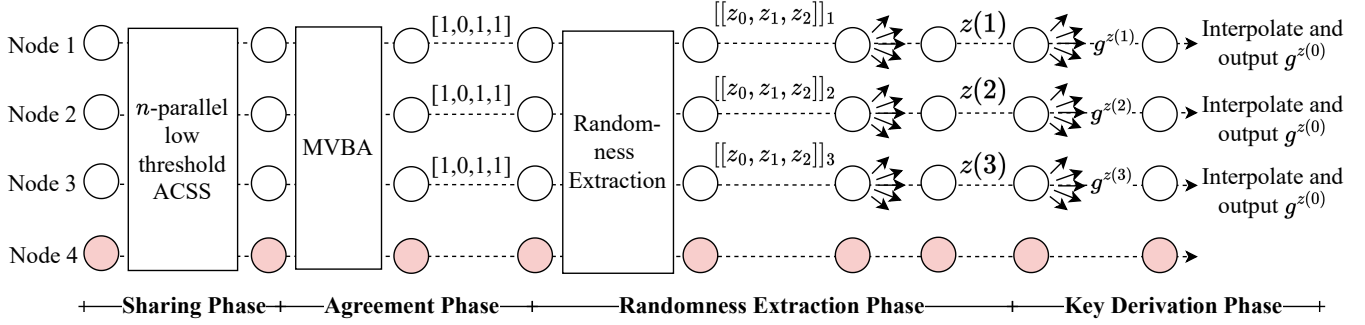 Node 1
[1,0,1,1]
[[z₀, z₁, z₂]]₁
z(1)
g^{z(1)}
Interpolate and
output g^{z(0)}
Node 2
[1,0,1,1]
[[z₀, z₁, z₂]]₂
z(2)
g^{z(2)}
Interpolate and
output g^{z(0)}
n-parallel
low
threshold
ACSS
MVBA
Random-
ness
Extraction
Node 3
[1,0,1,1]
[[z₀, z₁, z₂]]₃
z(3)
g^{z(3)}
Interpolate and
output g^{z(0)}
Node 4
Sharing Phase
Agreement Phase
Randomness Extraction Phase
Key Derivation Phase